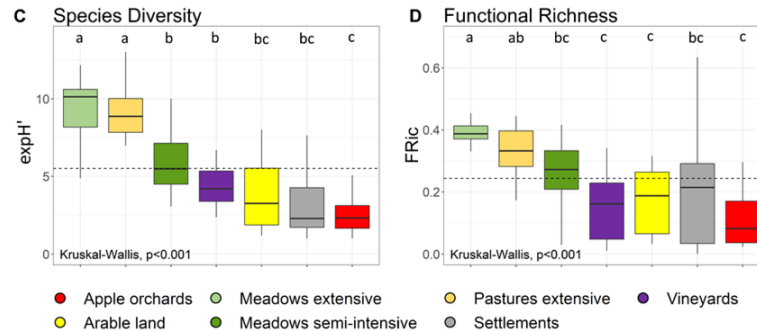 C Species Diversity
a a b b bc bc c
10
5
0
expH'
Kruskal-Wallis, p<0.001
D Functional Richness
a ab bc c c bc c
0.6
0.4
0.2
0.0
FRic
Kruskal-Wallis, p<0.001
Apple orchards Meadows extensive Pastures extensive Vineyards
Arable land Meadows semi-intensive Settlements